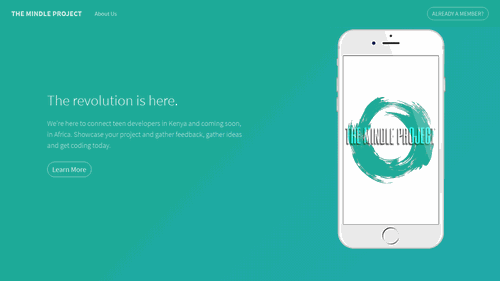 THE MINDLE PROJECT
About Us
ALREADY A MEMBER?
The revolution is here.
We're here to connect teen developers in Kenya and coming soon,
in Africa. Showcase your project and gather feedback, gather ideas
and get coding today.
Learn More
THE MINDLE PROJECT